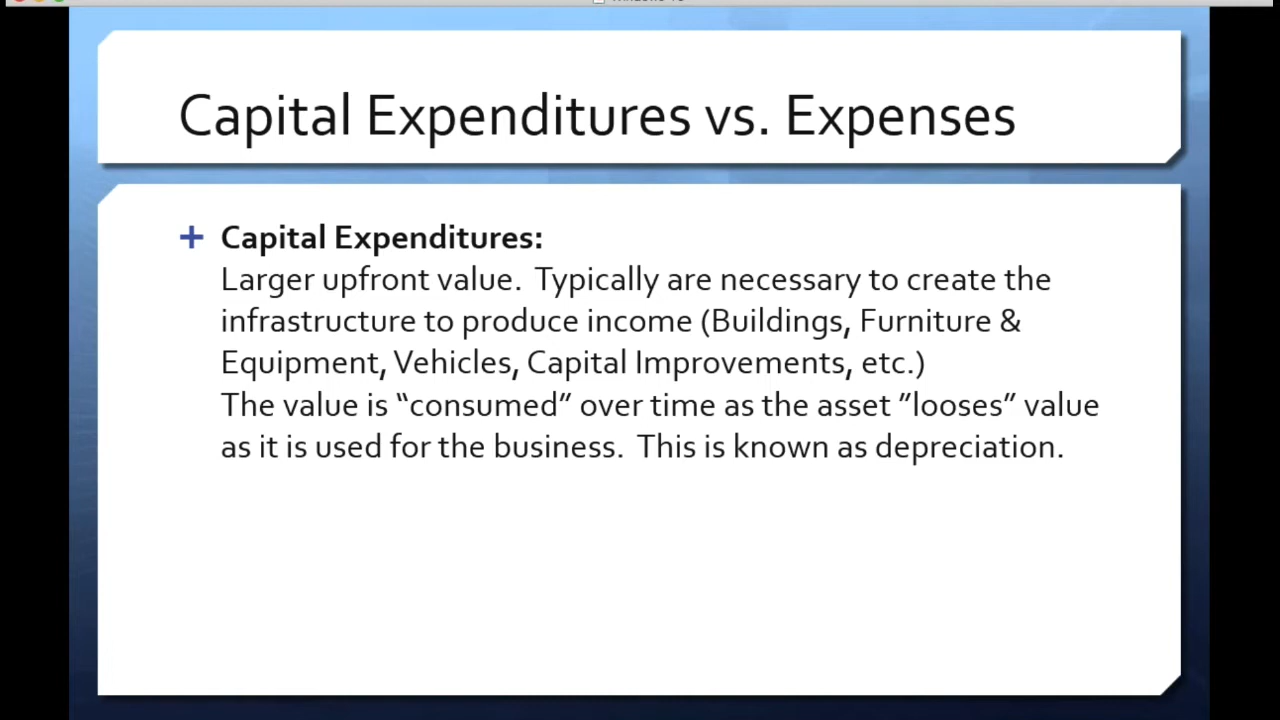 Capital Expenditures vs. Expenses
+ Capital Expenditures:
Larger upfront value.  Typically are necessary to create the
infrastructure to produce income (Buildings, Furniture &
Equipment, Vehicles, Capital Improvements, etc.)
The value is “consumed” over time as the asset ”looses” value
as it is used for the business.  This is known as depreciation.